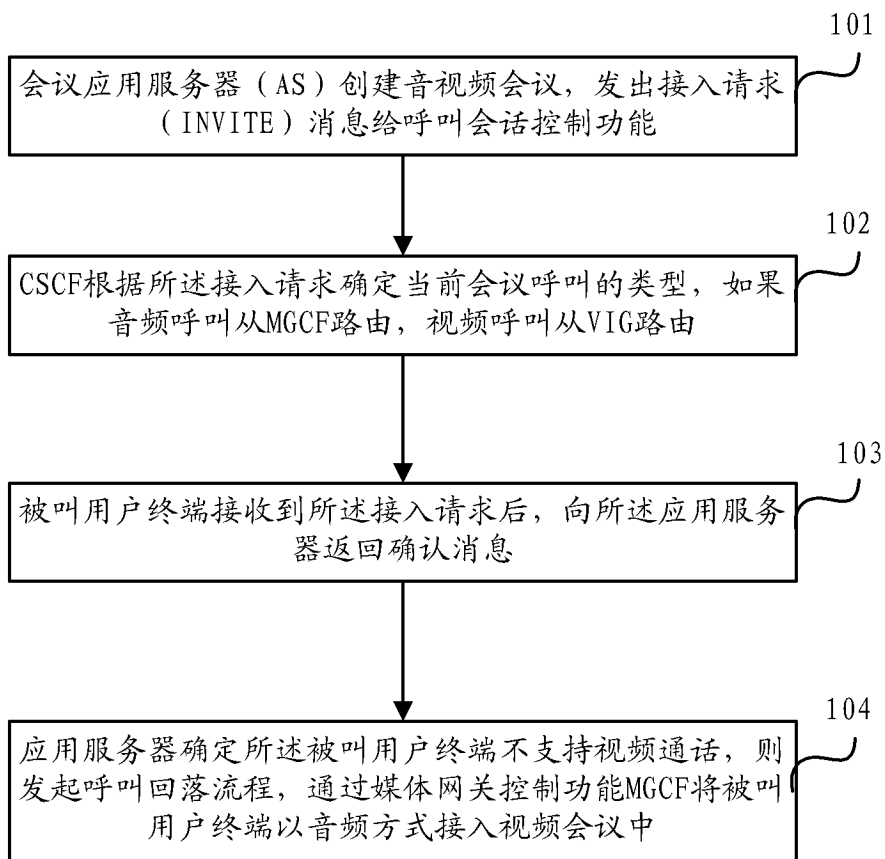 101
会议应用服务器（AS）创建音视频会议，发出接入请求
（INVITE）消息给呼叫会话控制功能
102
CSCF根据所述接入请求确定当前会议呼叫的类型，如果
音频呼叫从MGCF路由，视频呼叫从VIG路由
103
被叫用户终端接收到所述接入请求后，向所述应用服务
器返回确认消息
104
应用服务器确定所述被叫用户终端不支持视频通话，则
发起呼叫回落流程，通过媒体网关控制功能MGCF将被叫
用户终端以音频方式接入视频会议中